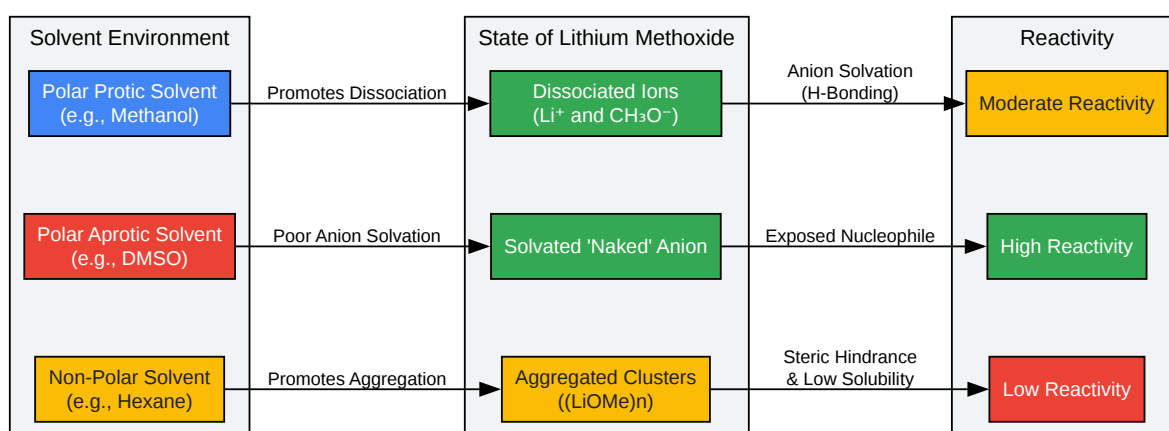 Solvent Environment
State of Lithium Methoxide
Reactivity
Polar Protic Solvent
(e.g., Methanol)
Promotes Dissociation
Dissociated Ions
(Li⁺ and CH₃O⁻)
Anion Solvation
(H-Bonding)
Moderate Reactivity
Polar Aprotic Solvent
(e.g., DMSO)
Poor Anion Solvation
Solvated 'Naked' Anion
Exposed Nucleophile
High Reactivity
Non-Polar Solvent
(e.g., Hexane)
Promotes Aggregation
Aggregated Clusters
((LiOMe)n)
Steric Hindrance
& Low Solubility
Low Reactivity